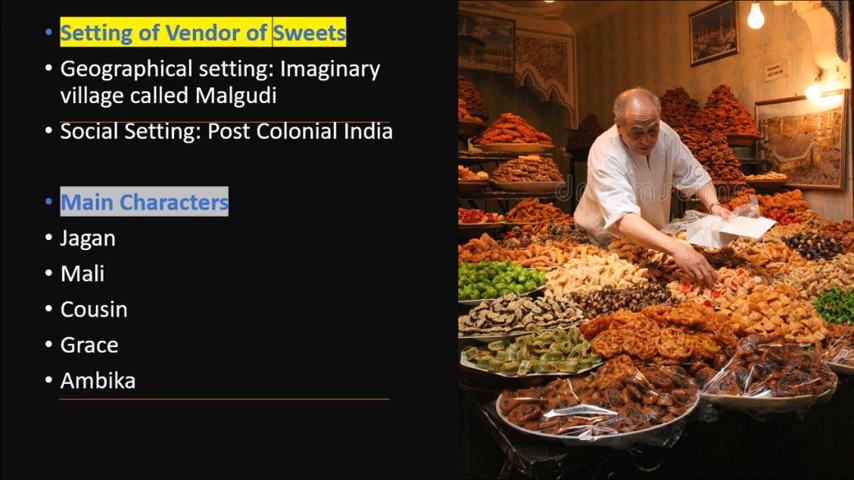 • Setting of Vendor of Sweets
• Geographical setting: Imaginary
village called Malgudi
• Social Setting: Post Colonial India
• Main Characters
• Jagan
• Mali
• Cousin
• Grace
• Ambika